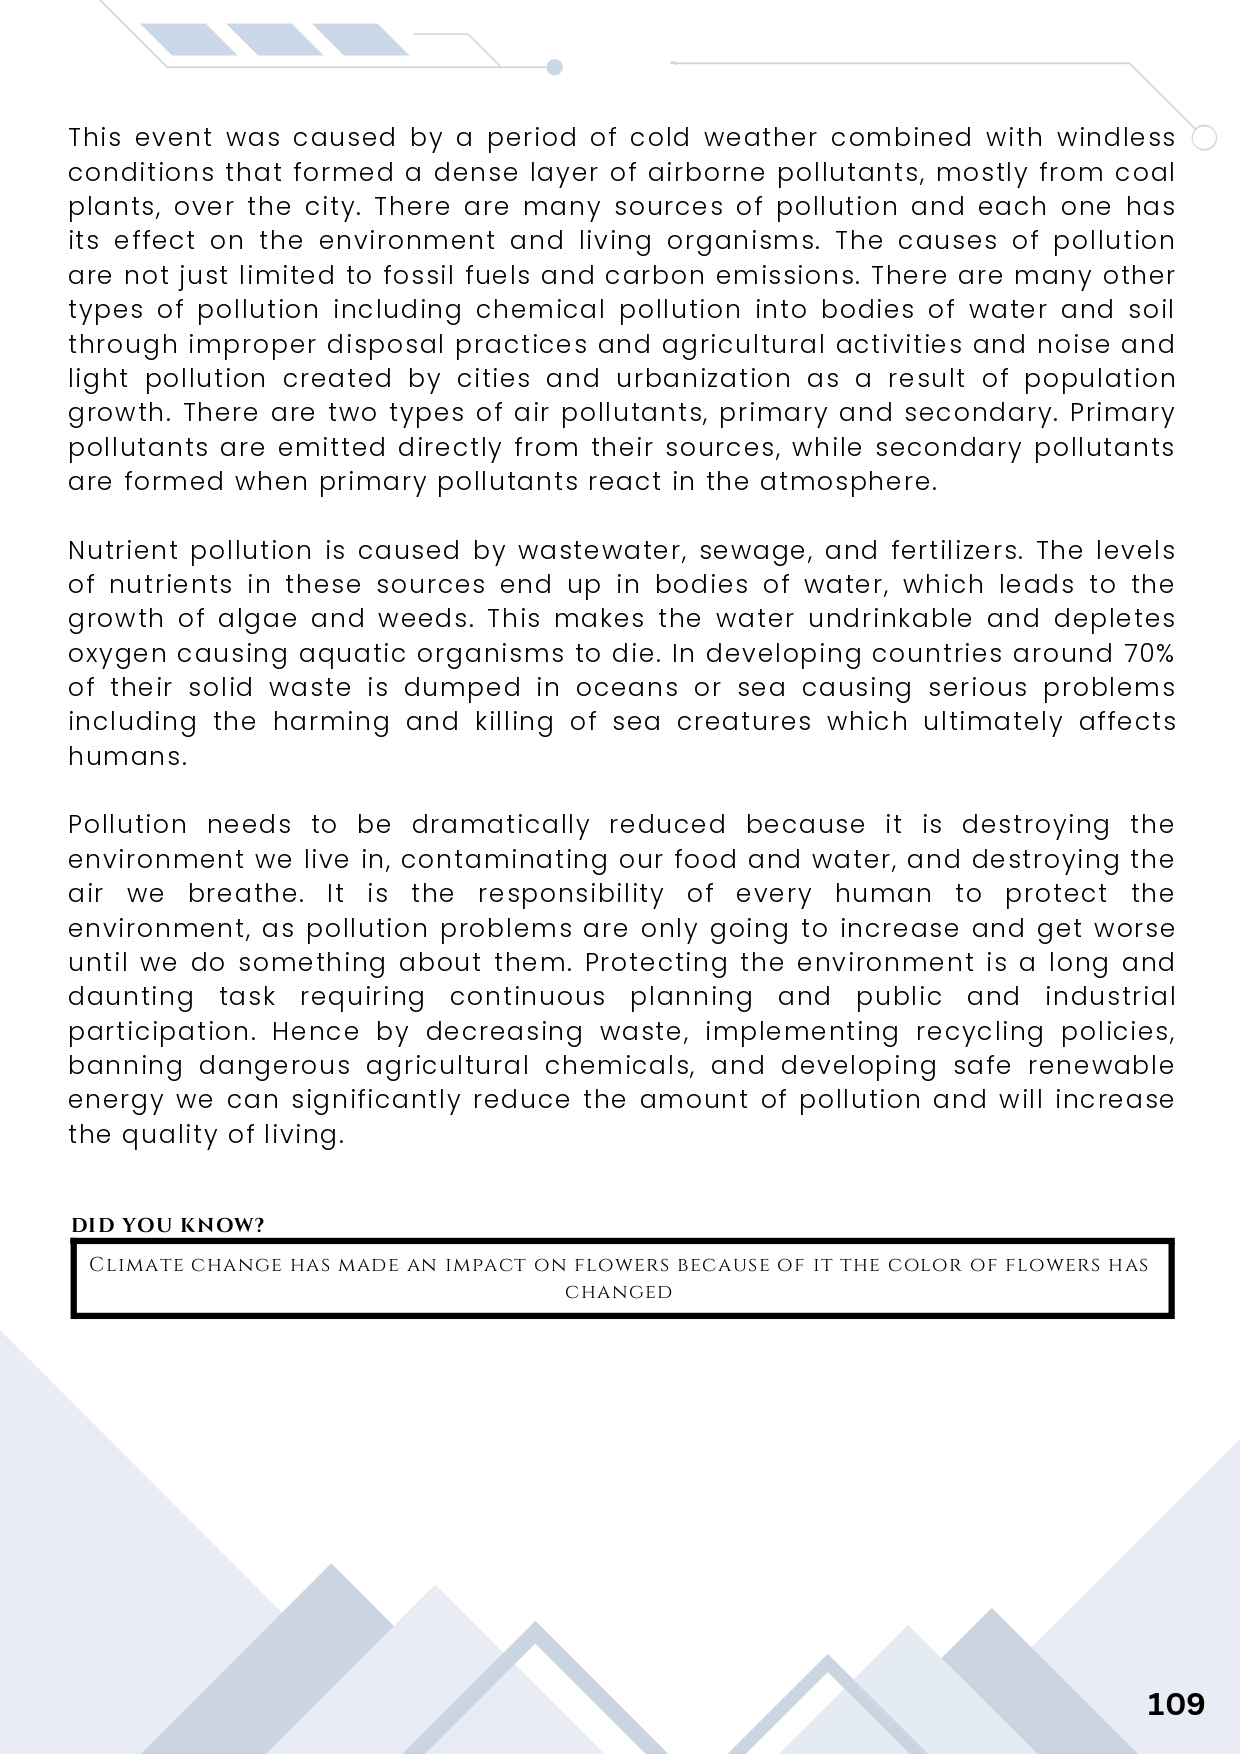 This event was caused by a period of cold weather combined with windless
conditions that formed a dense layer of airborne pollutants, mostly from coal
plants, over the city. There are many sources of pollution and each one has
its effect on the environment and living organisms. The causes of pollution
are not just limited to fossil fuels and carbon emissions. There are many other
types of pollution including chemical pollution into bodies of water and soil
through improper disposal practices and agricultural activities and noise and
light pollution created by cities and urbanization as a result of population
growth. There are two types of air pollutants, primary and secondary. Primary
pollutants are emitted directly from their sources, while secondary pollutants
are formed when primary pollutants react in the atmosphere.
Nutrient pollution is caused by wastewater, sewage, and fertilizers. The levels
of nutrients in these sources end up in bodies of water, which leads to the
growth of algae and weeds. This makes the water undrinkable and depletes
oxygen causing aquatic organisms to die. In developing countries around 70%
of their solid waste is dumped in oceans or sea causing serious problems
including the harming and killing of sea creatures which ultimately affects
humans.
Pollution needs to be dramatically reduced because it is destroying the
environment we live in, contaminating our food and water, and destroying the
air we breathe. It is the responsibility of every human to protect the
environment, as pollution problems are only going to increase and get worse
until we do something about them. Protecting the environment is a long and
daunting task requiring continuous planning and public and industrial
participation. Hence by decreasing waste, implementing recycling policies,
banning dangerous agricultural chemicals, and developing safe renewable
energy we can significantly reduce the amount of pollution and will increase
the quality of living.
DID YOU KNOW?
Climate change has made an impact on flowers because of it the color of flowers has
changed
109